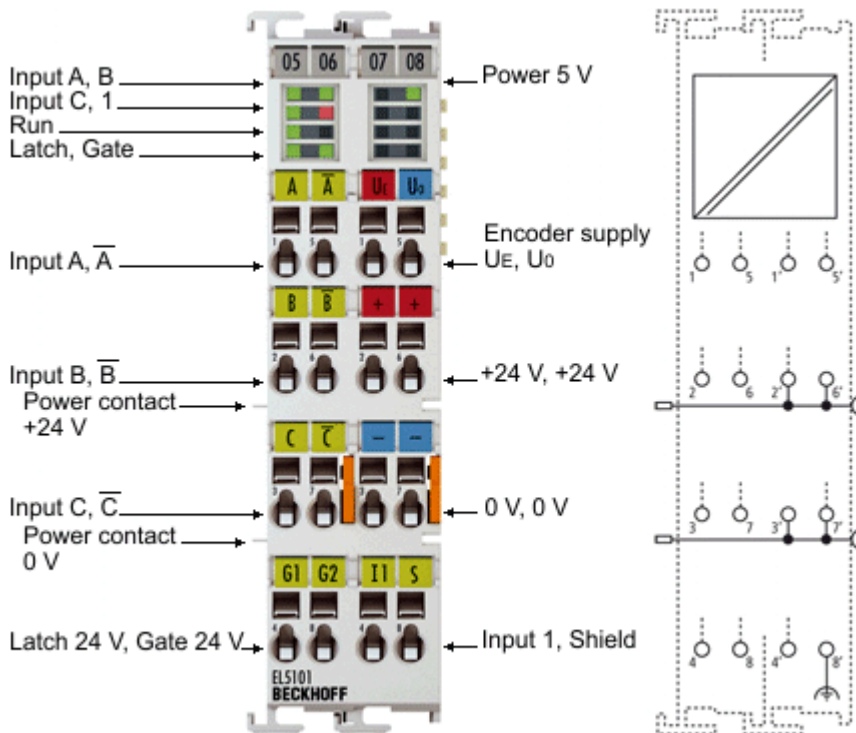 Input A, B
Input C, 1
Run
Latch, Gate
Input A, A̅
Input B, B̅
Power contact
+24 V
Input C, C̅
Power contact
0 V
Latch 24 V, Gate 24 V
05 06 07 08
A A̅ UE U0
1 5 1 5
B B̅ + +
2 6 2 6
C C̅ − −
3 7 3 7
G1 G2 I1 S
4 8 4 8
EL5101
BECKHOFF
Power 5 V
Encoder supply
UE, U0
+24 V, +24 V
0 V, 0 V
Input 1, Shield
1 5 1' 5'
2 6 2' 6'
3 7 3' 7'
4 8 4' 8'